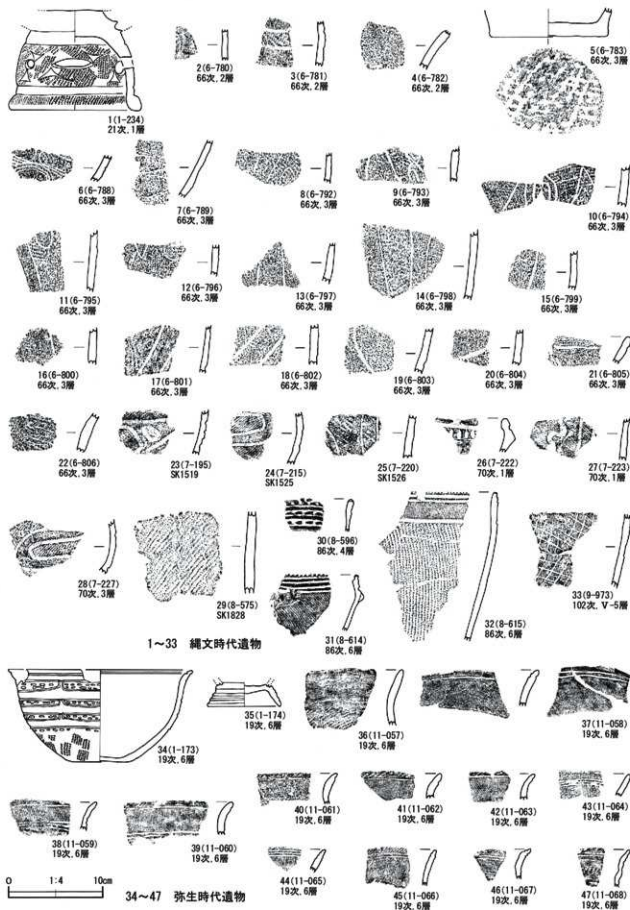 1(1-234)
21次, 1層
2(6-780)
66次, 2層
3(6-781)
66次, 2層
4(6-782)
66次, 2層
5(6-783)
66次, 3層
6(6-788)
66次, 3層
7(6-789)
66次, 3層
8(6-792)
66次, 3層
9(6-793)
66次, 3層
10(6-794)
66次, 3層
11(6-795)
66次, 3層
12(6-796)
66次, 3層
13(6-797)
66次, 3層
14(6-798)
66次, 3層
15(6-799)
66次, 3層
16(6-800)
66次, 3層
17(6-801)
66次, 3層
18(6-802)
66次, 3層
19(6-803)
66次, 3層
20(6-804)
66次, 3層
21(6-805)
66次, 3層
22(6-806)
66次, 3層
23(7-195)
SK1519
24(7-215)
SK1525
25(7-220)
SK1526
26(7-222)
70次, 1層
27(7-223)
70次, 1層
28(7-227)
70次, 3層
29(8-575)
SK1828
30(8-596)
86次, 4層
31(8-614)
86次, 6層
32(8-615)
86次, 6層
33(9-973)
102次, V-5層
1～33 縄文時代遺物
34(1-173)
19次, 6層
35(1-174)
19次, 6層
36(11-057)
19次, 6層
37(11-058)
19次, 6層
38(11-059)
19次, 6層
39(11-060)
19次, 6層
40(11-061)
19次, 6層
41(11-062)
19次, 6層
42(11-063)
19次, 6層
43(11-064)
19次, 6層
44(11-065)
19次, 6層
45(11-066)
19次, 6層
46(11-067)
19次, 6層
47(11-068)
19次, 6層
0 1:4 10cm
34～47 弥生時代遺物